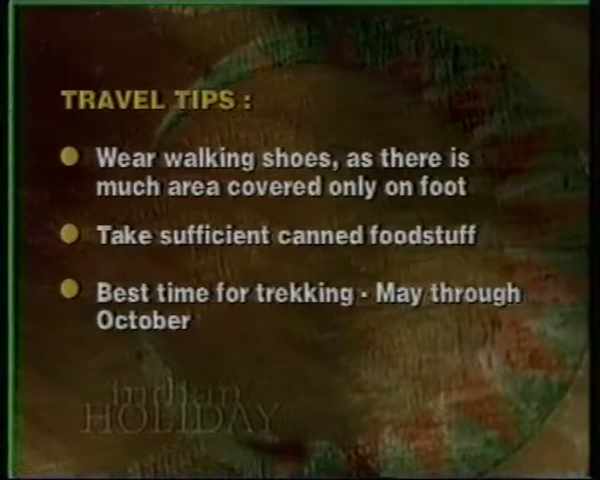 TRAVEL TIPS :
Wear walking shoes, as there is
much area covered only on foot
Take sufficient canned foodstuff
Best time for trekking - May through
October
indian
HOLIDAY